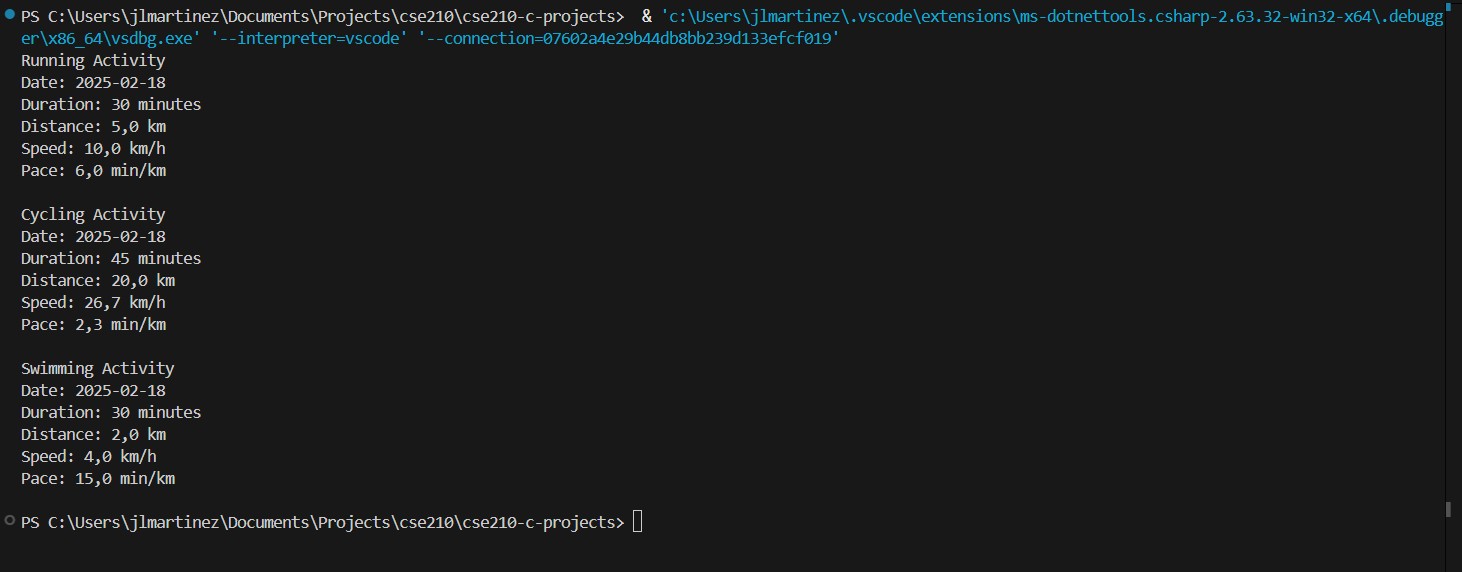 PS C:\Users\jlmartinez\Documents\Projects\cse210\cse210-c-projects>  & 'c:\Users\jlmartinez\.vscode\extensions\ms-dotnettools.csharp-2.63.32-win32-x64\.debugg
er\x86_64\vsdbg.exe' '--interpreter=vscode' '--connection=07602a4e29b44db8bb239d133efcf019'
Running Activity
Date: 2025-02-18
Duration: 30 minutes
Distance: 5,0 km
Speed: 10,0 km/h
Pace: 6,0 min/km

Cycling Activity
Date: 2025-02-18
Duration: 45 minutes
Distance: 20,0 km
Speed: 26,7 km/h
Pace: 2,3 min/km

Swimming Activity
Date: 2025-02-18
Duration: 30 minutes
Distance: 2,0 km
Speed: 4,0 km/h
Pace: 15,0 min/km

PS C:\Users\jlmartinez\Documents\Projects\cse210\cse210-c-projects>